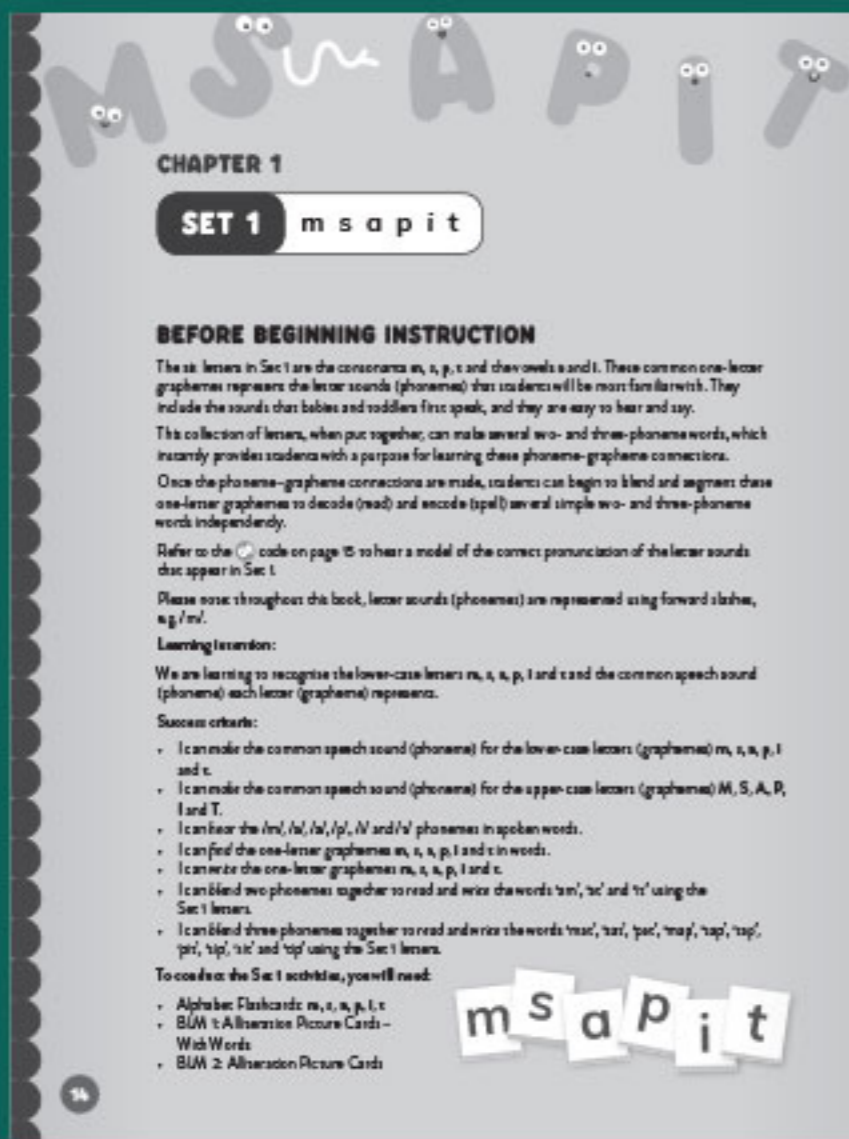 M S A P I T
CHAPTER 1
SET 1 m s a p i t
BEFORE BEGINNING INSTRUCTION
The six letters in Set 1 are the consonants m, s, p, t and the vowels a and i. These common one-letter
graphemes represent the letter sounds (phonemes) that students will be most familiar with. They
include the sounds that babies and toddlers first speak, and they are easy to hear and say.
This collection of letters, when put together, can make several two- and three-phoneme words, which
instantly provides students with a purpose for learning these phoneme-grapheme connections.
Once the phoneme–grapheme connections are made, students can begin to blend and segment these
one-letter graphemes to decode (read) and encode (spell) several simple two- and three-phoneme
words independently.
Refer to the code on page 15 to hear a model of the correct pronunciation of the letter sounds
that appear in Set 1.
Please note: throughout this book, letter sounds (phonemes) are represented using forward slashes,
e.g. /m/.
Learning intention:
We are learning to recognise the lower-case letters m, s, a, p, i and t and the common speech sound
(phoneme) each letter (grapheme) represents.
Success criteria:
• I can make the common speech sound (phoneme) for the lower-case letters (graphemes) m, s, a, p, i
and t.
• I can make the common speech sound (phoneme) for the upper-case letters (graphemes) M, S, A, P,
I and T.
• I can hear the /m/, /s/, /a/, /p/, /i/ and /t/ phonemes in spoken words.
• I can find the one-letter graphemes m, s, a, p, i and t in words.
• I can write the one-letter graphemes m, s, a, p, i and t.
• I can blend two phonemes together to read and write the words 'am', 'at' and 'it' using the
Set 1 letters.
• I can blend three phonemes together to read and write the words 'mat', 'sat', 'pat', 'map', 'sap', 'tap',
'pit', 'sip', 'sit' and 'tip' using the Set 1 letters.
To conduct the Set 1 activities, you will need:
• Alphabet Flashcards: m, s, a, p, i, t
• BLM 1: Alliteration Picture Cards –
With Words
• BLM 2: Alliteration Picture Cards
m s a p i t
14